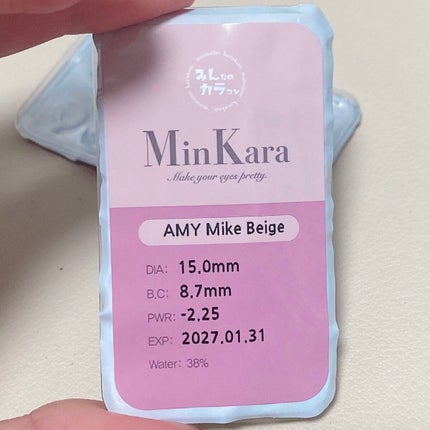 みんなの
カラコン
MinKara
Make your eyes pretty.
AMY Mike Beige
DIA: 15.0mm
B.C: 8.7mm
PWR: -2.25
EXP: 2027.01.31
Water: 38%